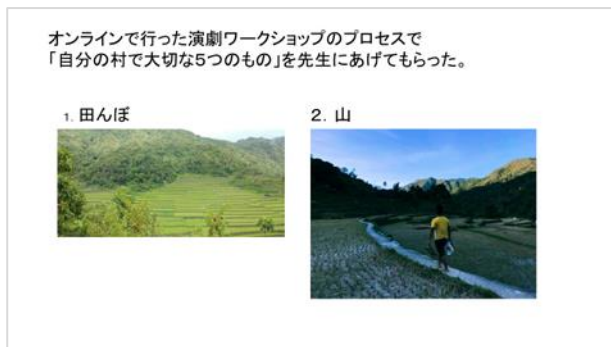 オンラインで行った演劇ワークショップのプロセスで
「自分の村で大切な5つのもの」を先生にあげてもらった。
1. 田んぼ
2. 山